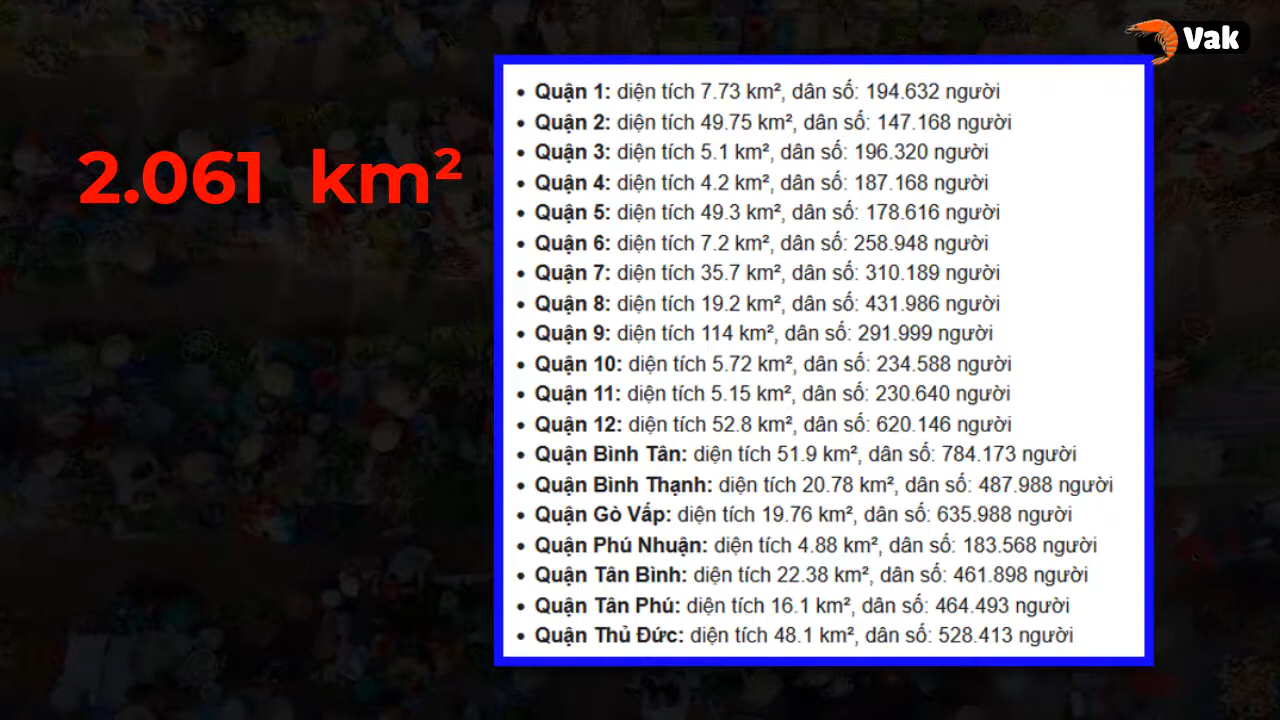 Vak
2.061 km²
• Quận 1: diện tích 7.73 km², dân số: 194.632 người
• Quận 2: diện tích 49.75 km², dân số: 147.168 người
• Quận 3: diện tích 5.1 km², dân số: 196.320 người
• Quận 4: diện tích 4.2 km², dân số: 187.168 người
• Quận 5: diện tích 49.3 km², dân số: 178.616 người
• Quận 6: diện tích 7.2 km², dân số: 258.948 người
• Quận 7: diện tích 35.7 km², dân số: 310.189 người
• Quận 8: diện tích 19.2 km², dân số: 431.986 người
• Quận 9: diện tích 114 km², dân số: 291.999 người
• Quận 10: diện tích 5.72 km², dân số: 234.588 người
• Quận 11: diện tích 5.15 km², dân số: 230.640 người
• Quận 12: diện tích 52.8 km², dân số: 620.146 người
• Quận Bình Tân: diện tích 51.9 km², dân số: 784.173 người
• Quận Bình Thạnh: diện tích 20.78 km², dân số: 487.988 người
• Quận Gò Vấp: diện tích 19.76 km², dân số: 635.988 người
• Quận Phú Nhuận: diện tích 4.88 km², dân số: 183.568 người
• Quận Tân Bình: diện tích 22.38 km², dân số: 461.898 người
• Quận Tân Phú: diện tích 16.1 km², dân số: 464.493 người
• Quận Thủ Đức: diện tích 48.1 km², dân số: 528.413 người